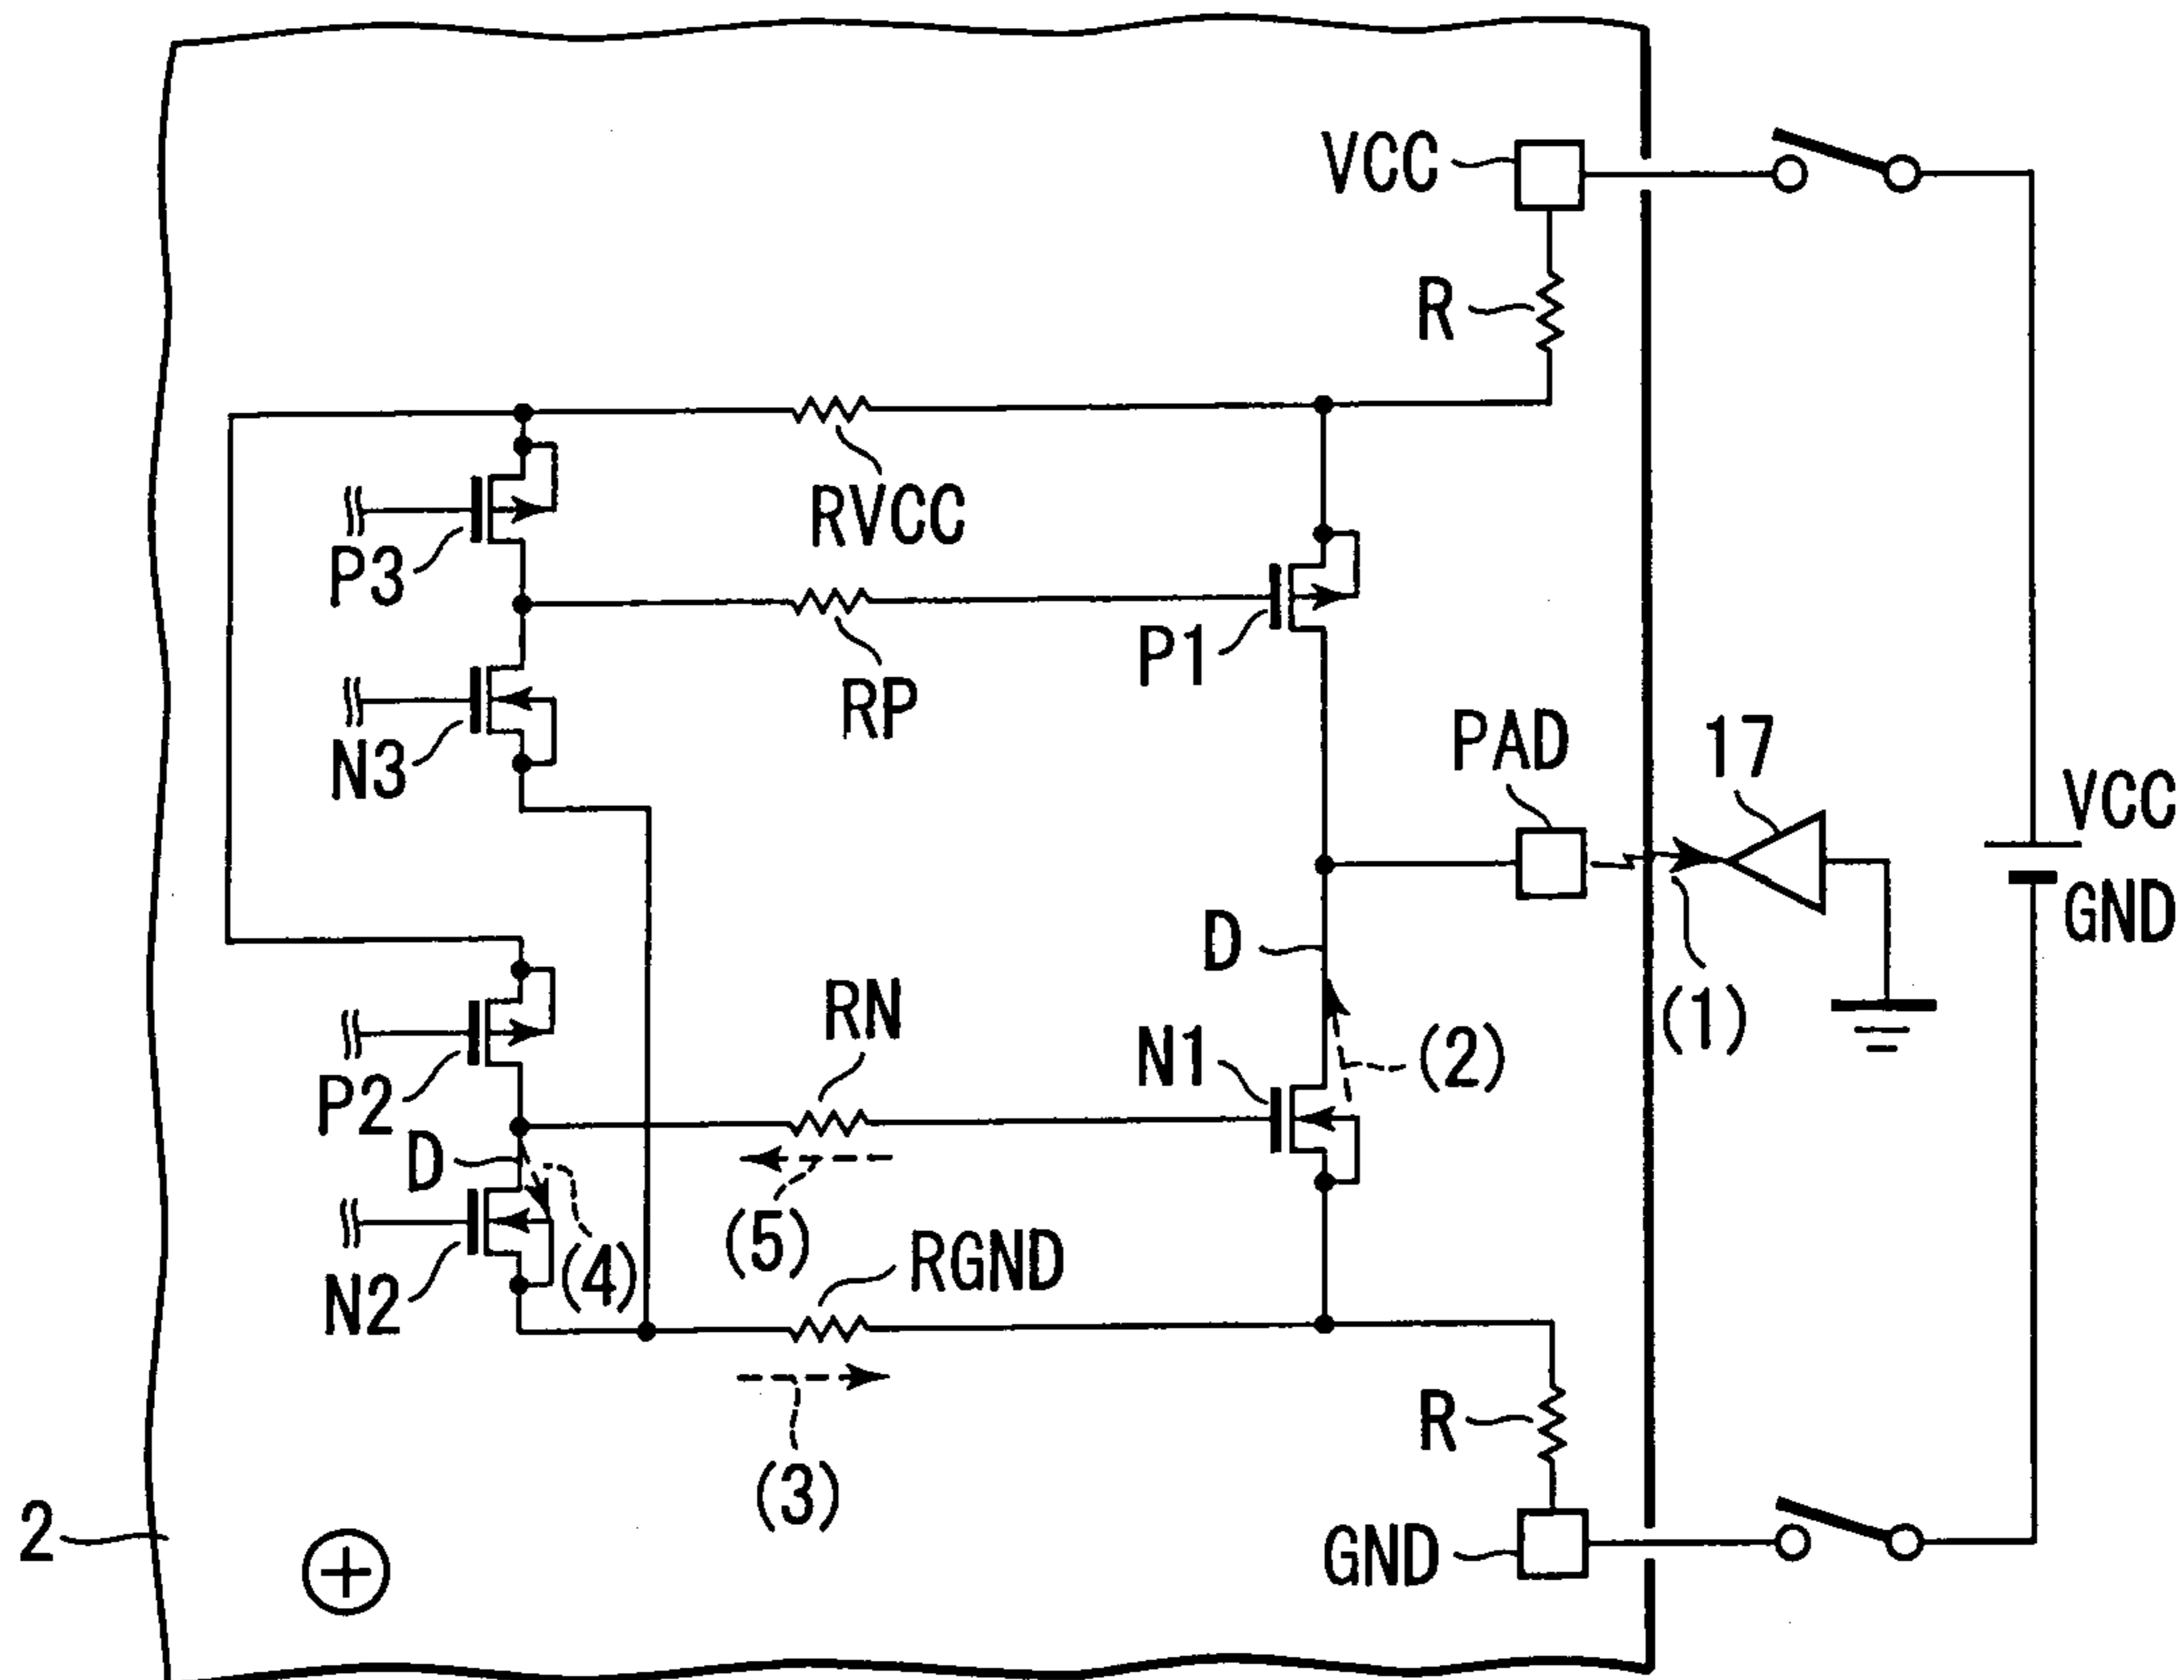 VCC
R
RVCC
P3
RP
P1
N3
PAD
17
VCC
GND
D
(1)
RN
N1
(2)
P2
D
(5)
(4)
N2
RGND
(3)
R
2
GND